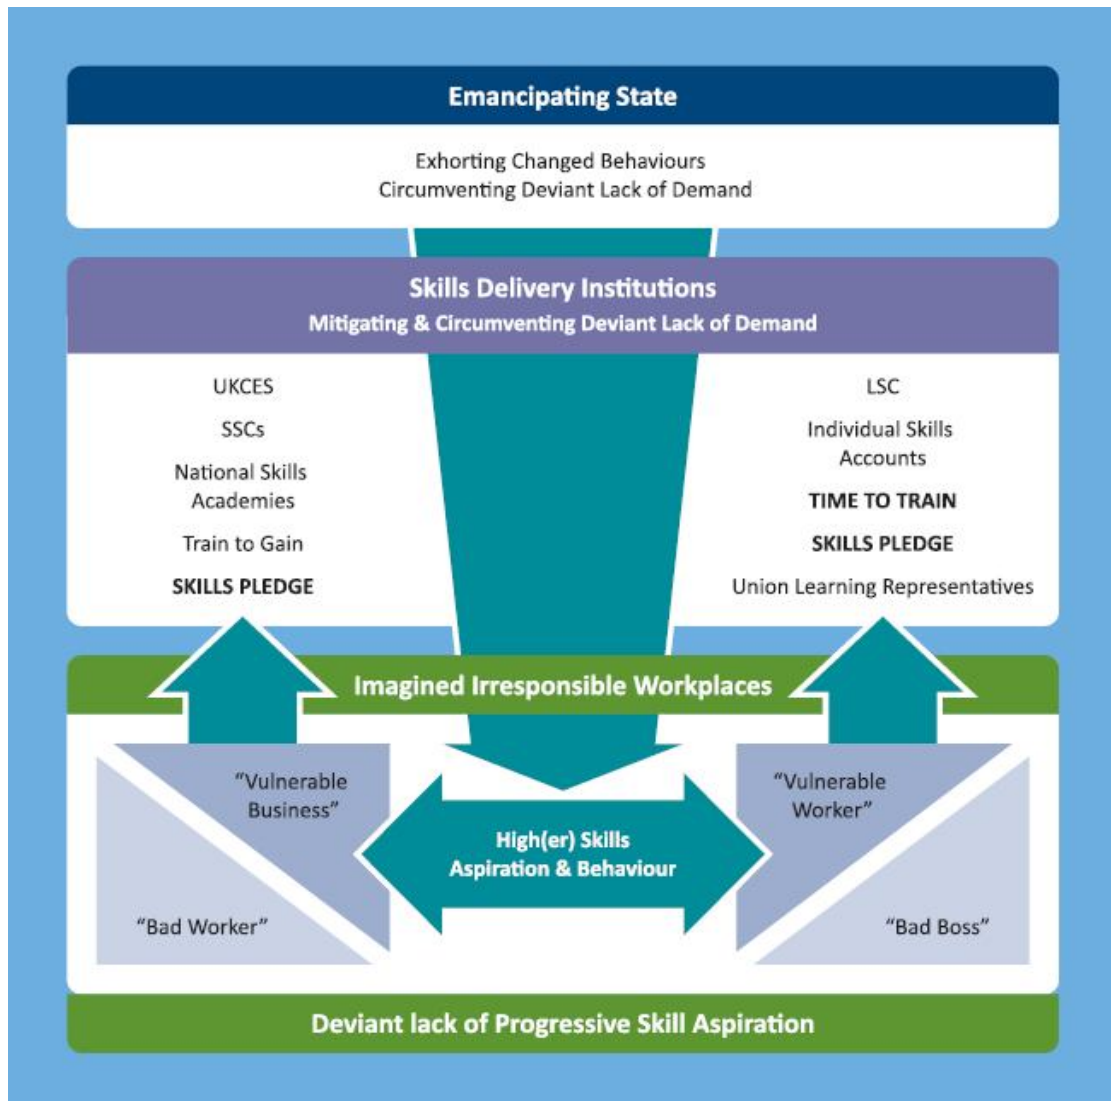 Emancipating State
Exhorting Changed Behaviours
Circumventing Deviant Lack of Demand
Skills Delivery Institutions
Mitigating & Circumventing Deviant Lack of Demand
UKCES
SSCs
National Skills
Academies
Train to Gain
SKILLS PLEDGE
LSC
Individual Skills
Accounts
TIME TO TRAIN
SKILLS PLEDGE
Union Learning Representatives
Imagined Irresponsible Workplaces
“Vulnerable
Business”
“Bad Worker”
High(er) Skills
Aspiration & Behaviour
“Vulnerable
Worker”
“Bad Boss”
Deviant lack of Progressive Skill Aspiration